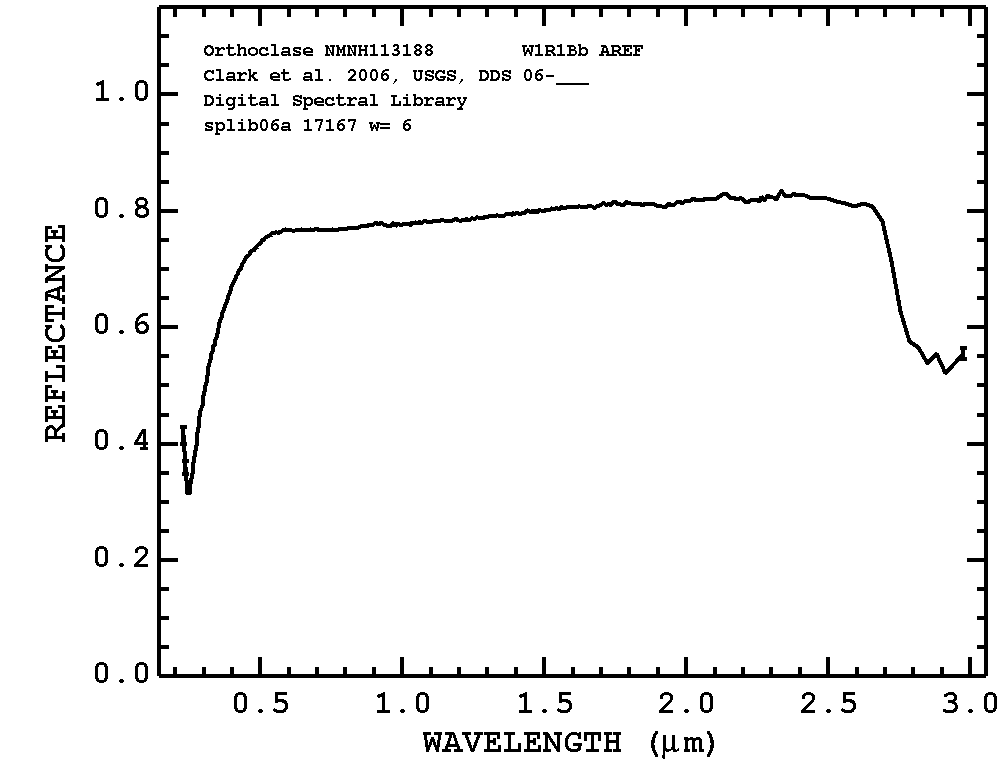 Orthoclase NMNH113188 W1R1Bb AREF
Clark et al. 2006, USGS, DDS 06-___
Digital Spectral Library
splib06a 17167 w= 6
1.0
0.8
0.6
0.4
0.2
0.0
REFLECTANCE
0.5 1.0 1.5 2.0 2.5 3.0
WAVELENGTH (μm)